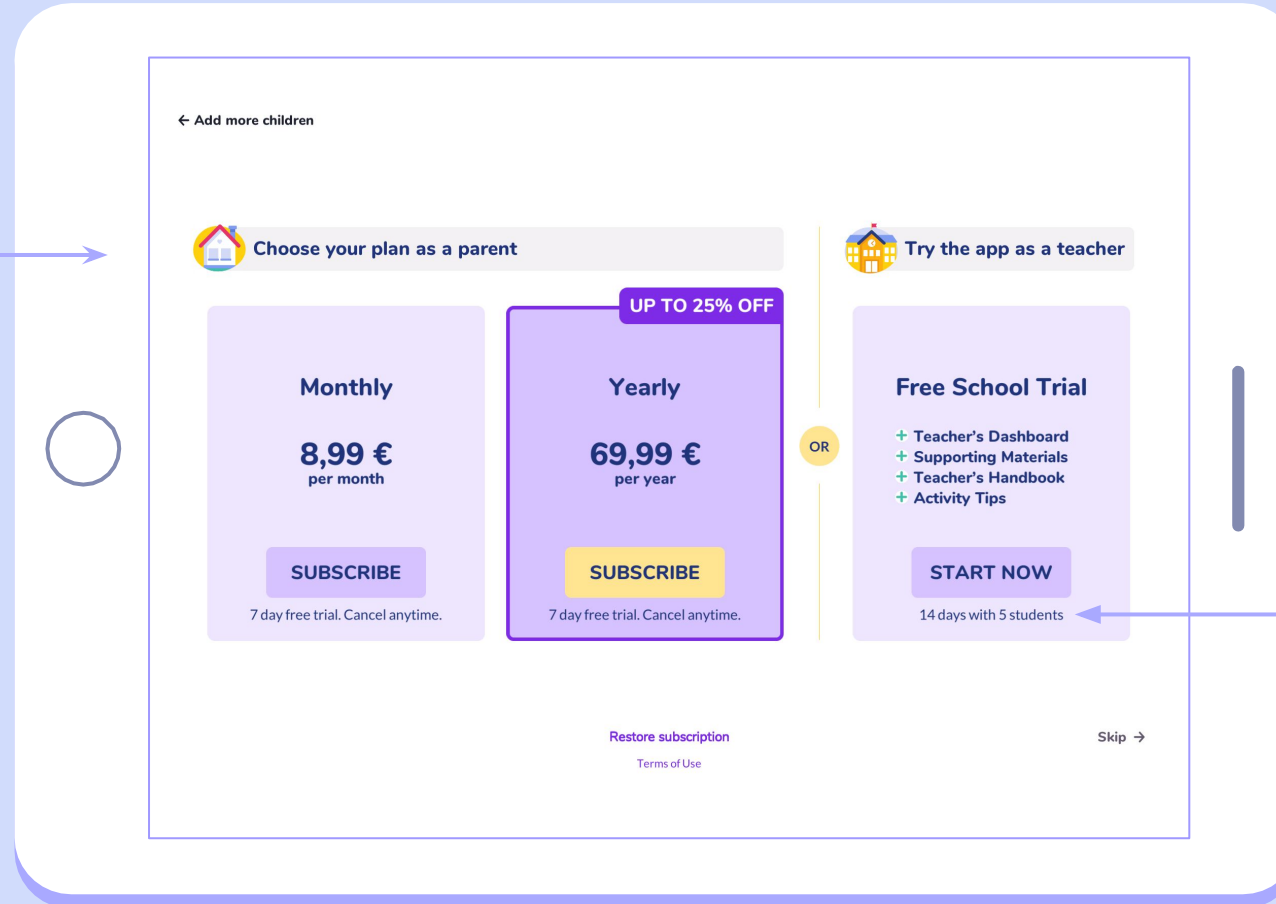 ← Add more children
Choose your plan as a parent
Try the app as a teacher
UP TO 25% OFF
Monthly
8,99 €
per month
SUBSCRIBE
7 day free trial. Cancel anytime.
Yearly
69,99 €
per year
SUBSCRIBE
7 day free trial. Cancel anytime.
OR
Free School Trial
+ Teacher's Dashboard
+ Supporting Materials
+ Teacher's Handbook
+ Activity Tips
START NOW
14 days with 5 students
Restore subscription
Skip →
Terms of Use